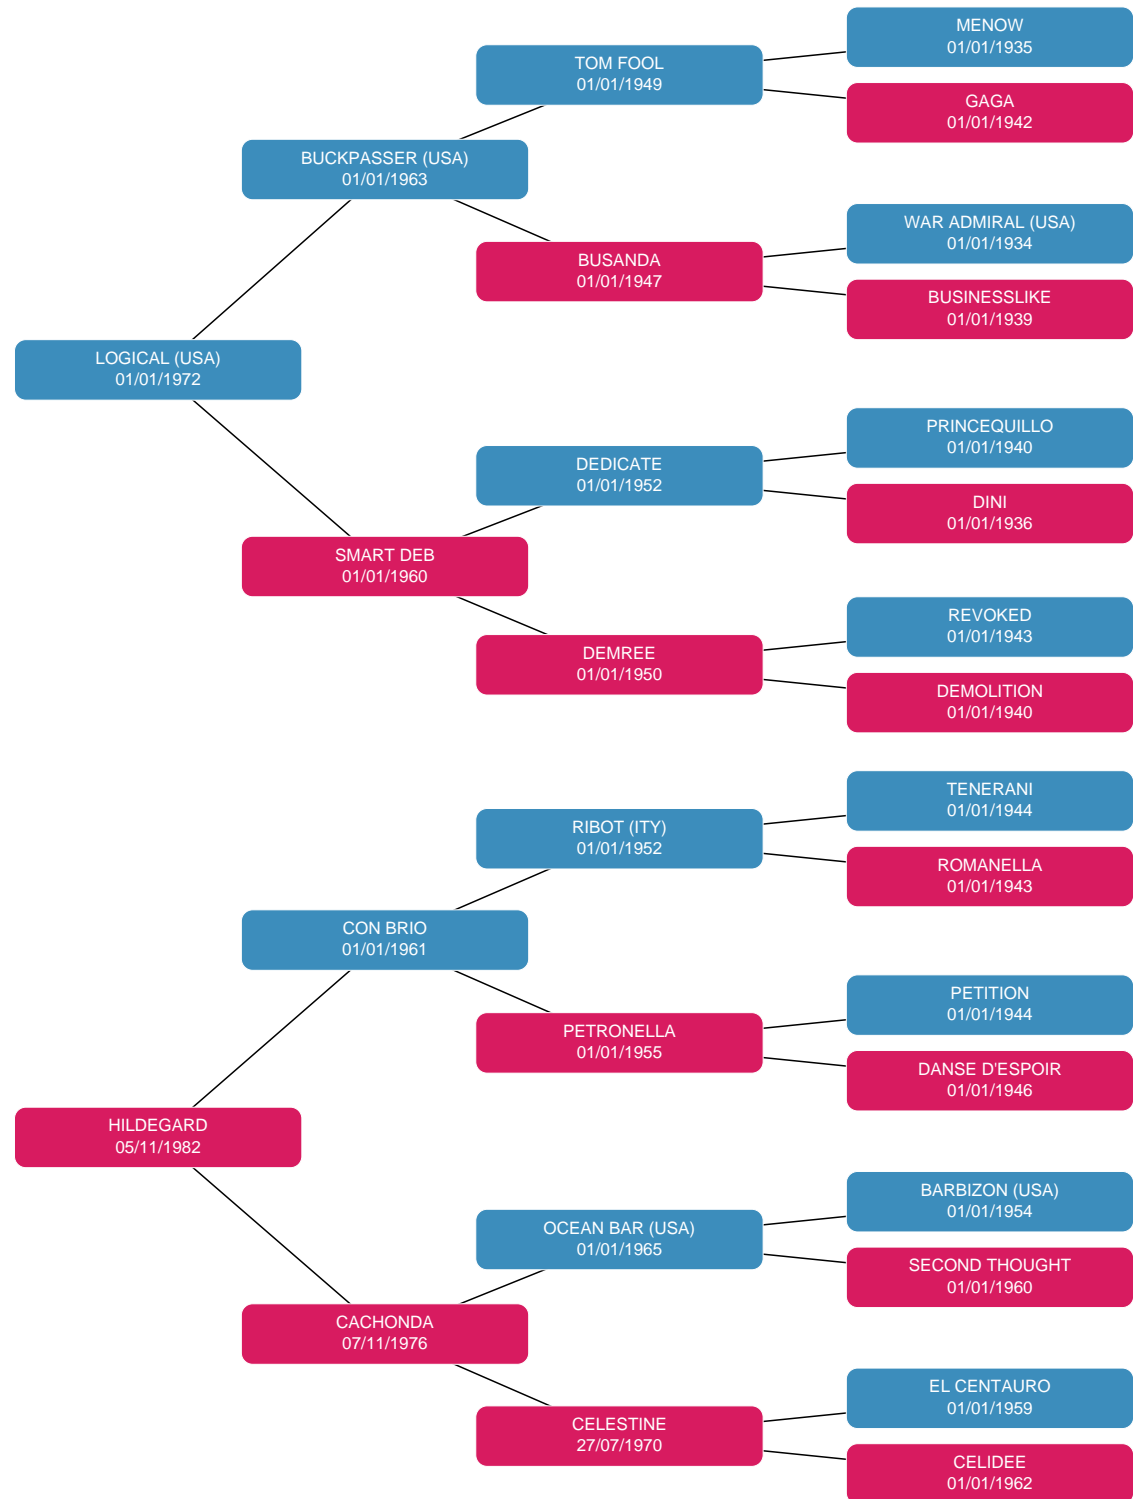 MENOW
01/01/1935
TOM FOOL
01/01/1949
GAGA
01/01/1942
BUCKPASSER (USA)
01/01/1963
WAR ADMIRAL (USA)
01/01/1934
BUSANDA
01/01/1947
BUSINESSLIKE
01/01/1939
LOGICAL (USA)
01/01/1972
PRINCEQUILLO
01/01/1940
DEDICATE
01/01/1952
DINI
01/01/1936
SMART DEB
01/01/1960
REVOKED
01/01/1943
DEMREE
01/01/1950
DEMOLITION
01/01/1940
TENERANI
01/01/1944
RIBOT (ITY)
01/01/1952
ROMANELLA
01/01/1943
CON BRIO
01/01/1961
PETITION
01/01/1944
PETRONELLA
01/01/1955
DANSE D'ESPOIR
01/01/1946
HILDEGARD
05/11/1982
BARBIZON (USA)
01/01/1954
OCEAN BAR (USA)
01/01/1965
SECOND THOUGHT
01/01/1960
CACHONDA
07/11/1976
EL CENTAURO
01/01/1959
CELESTINE
27/07/1970
CELIDEE
01/01/1962